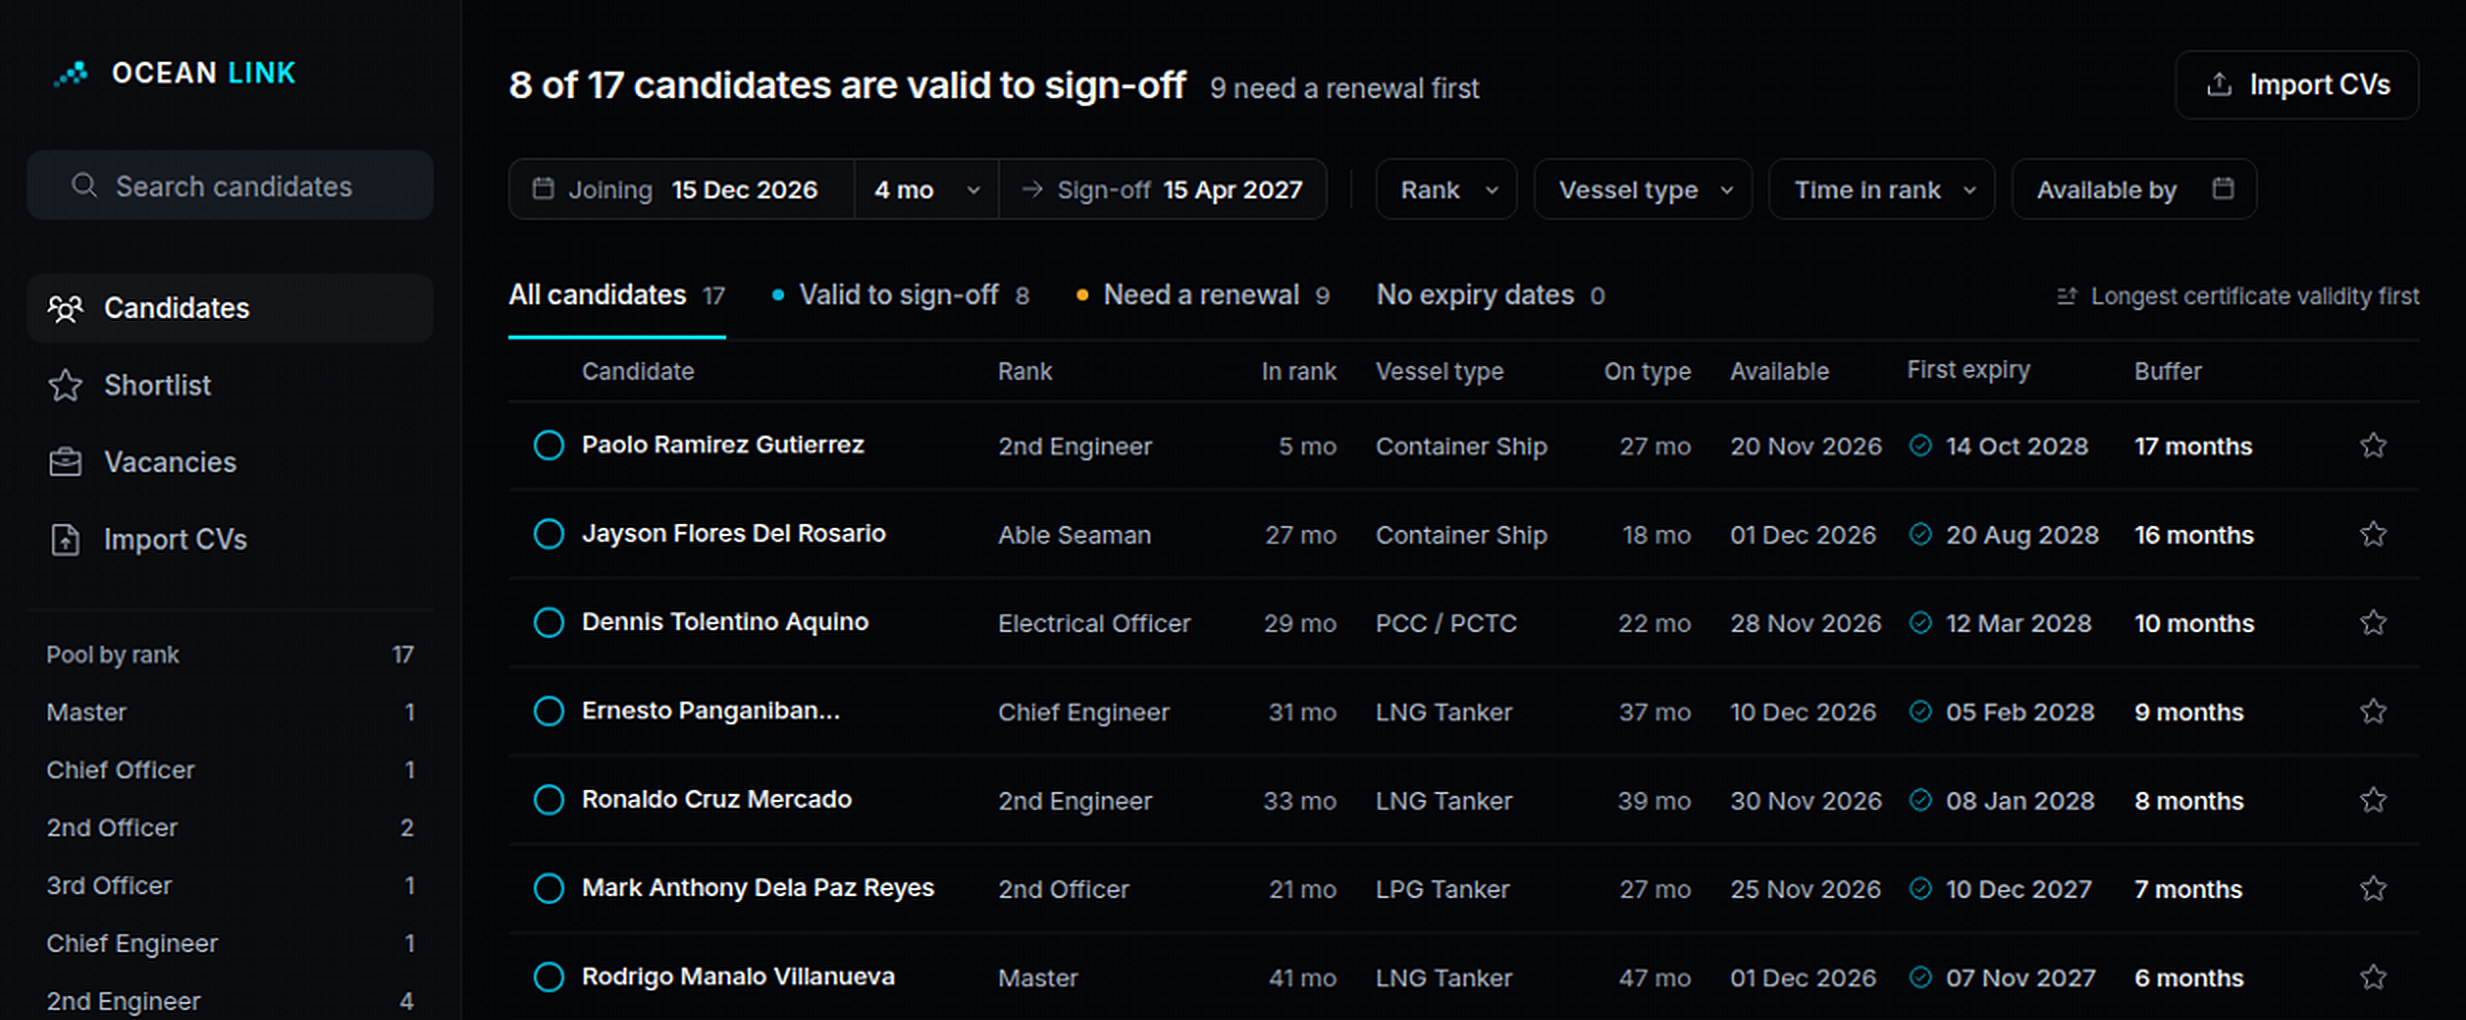 OCEAN LINK
Search candidates
Candidates
Shortlist
Vacancies
Import CVs
Pool by rank 17
Master 1
Chief Officer 1
2nd Officer 2
3rd Officer 1
Chief Engineer 1
2nd Engineer 4
8 of 17 candidates are valid to sign-off 9 need a renewal first
Import CVs
Joining 15 Dec 2026 4 mo → Sign-off 15 Apr 2027 Rank Vessel type Time in rank Available by
All candidates 17 Valid to sign-off 8 Need a renewal 9 No expiry dates 0 Longest certificate validity first
Candidate Rank In rank Vessel type On type Available First expiry Buffer
Paolo Ramirez Gutierrez 2nd Engineer 5 mo Container Ship 27 mo 20 Nov 2026 14 Oct 2028 17 months
Jayson Flores Del Rosario Able Seaman 27 mo Container Ship 18 mo 01 Dec 2026 20 Aug 2028 16 months
Dennis Tolentino Aquino Electrical Officer 29 mo PCC / PCTC 22 mo 28 Nov 2026 12 Mar 2028 10 months
Ernesto Panganiban... Chief Engineer 31 mo LNG Tanker 37 mo 10 Dec 2026 05 Feb 2028 9 months
Ronaldo Cruz Mercado 2nd Engineer 33 mo LNG Tanker 39 mo 30 Nov 2026 08 Jan 2028 8 months
Mark Anthony Dela Paz Reyes 2nd Officer 21 mo LPG Tanker 27 mo 25 Nov 2026 10 Dec 2027 7 months
Rodrigo Manalo Villanueva Master 41 mo LNG Tanker 47 mo 01 Dec 2026 07 Nov 2027 6 months